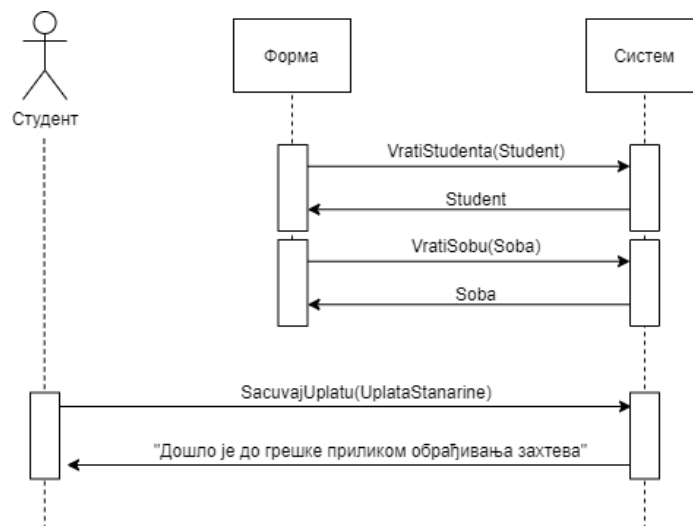 Форма
Систем
Студент
VratiStudenta(Student)
Student
VratiSobu(Soba)
Soba
SacuvajUplatu(UplataStanarine)
"Дошло је до грешке приликом обрађивања захтева"